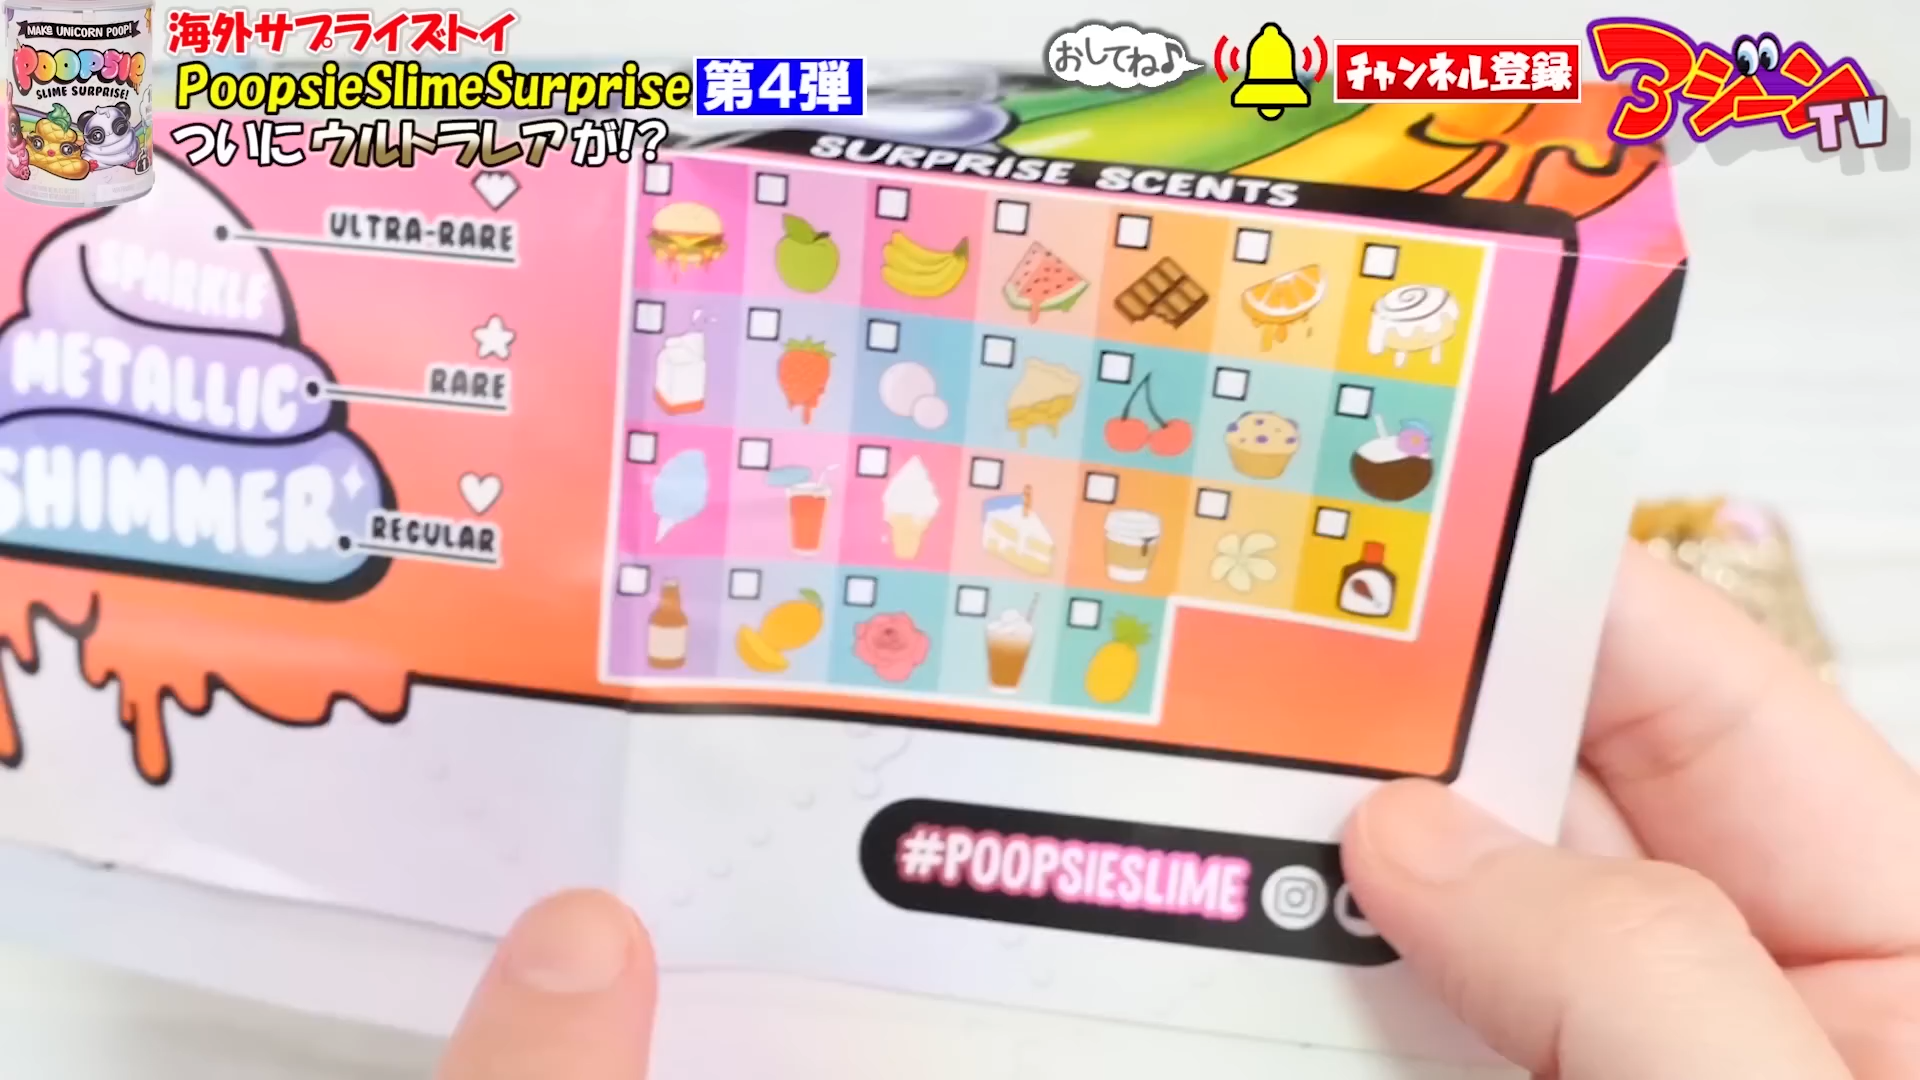 MAKE UNICORN POOP!
POOPSIE
SLIME SURPRISE!
海外サプライズトイ
PoopsieSlimeSurprise 第4弾
ついにウルトラレアが!?
おしてね♪
チャンネル登録
アシーンTV
SURPRISE SCENTS
ULTRA-RARE
SPARKLE
METALLIC
RARE
SHIMMER
REGULAR
#POOPSIESLIME